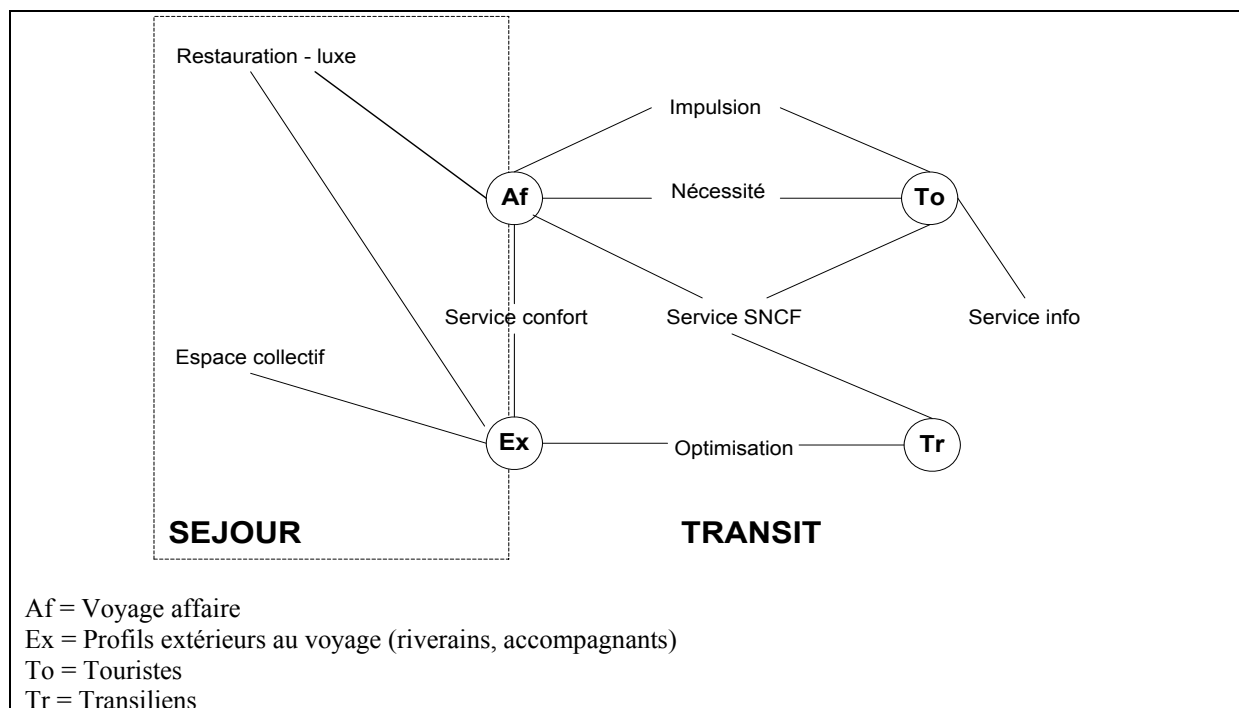 Restauration - luxe
Impulsion
Af
Nécessité
To
Service confort
Service SNCF
Service info
Espace collectif
Ex
Optimisation
Tr
SEJOUR
TRANSIT
Af = Voyage affaire
Ex = Profils extérieurs au voyage (riverains, accompagnants)
To = Touristes
Tr = Transiliens